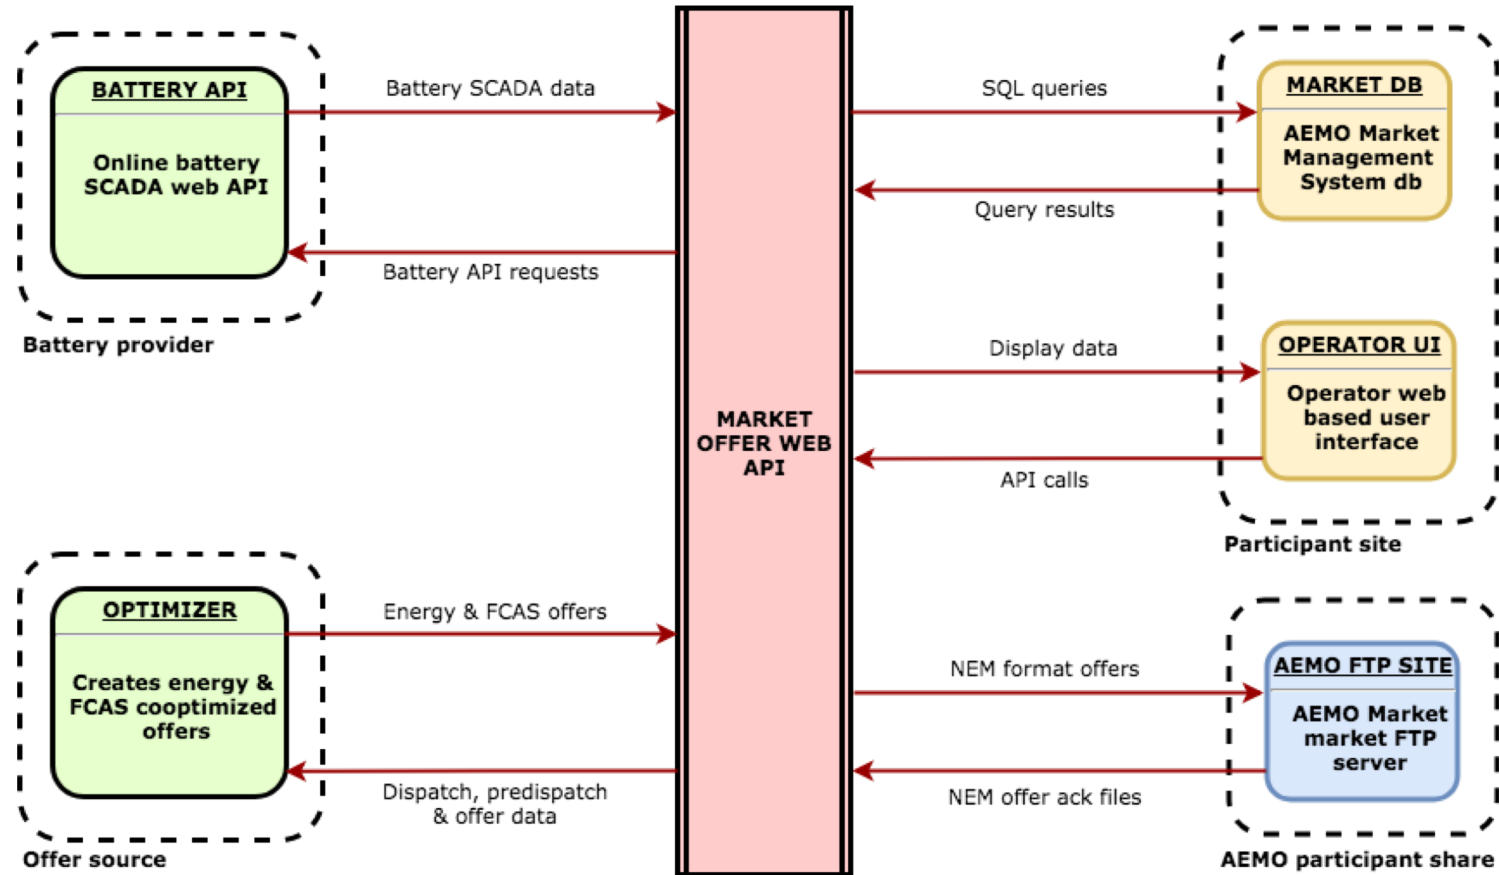 BATTERY API
Online battery
SCADA web API
Battery provider
Battery SCADA data
Battery API requests
OPTIMIZER
Creates energy &
FCAS cooptimized
offers
Offer source
Energy & FCAS offers
Dispatch, predispatch
& offer data
MARKET
OFFER WEB
API
SQL queries
Query results
MARKET DB
AEMO Market
Management
System db
Display data
API calls
OPERATOR UI
Operator web
based user
interface
Participant site
NEM format offers
NEM offer ack files
AEMO FTP SITE
AEMO Market
market FTP
server
AEMO participant share